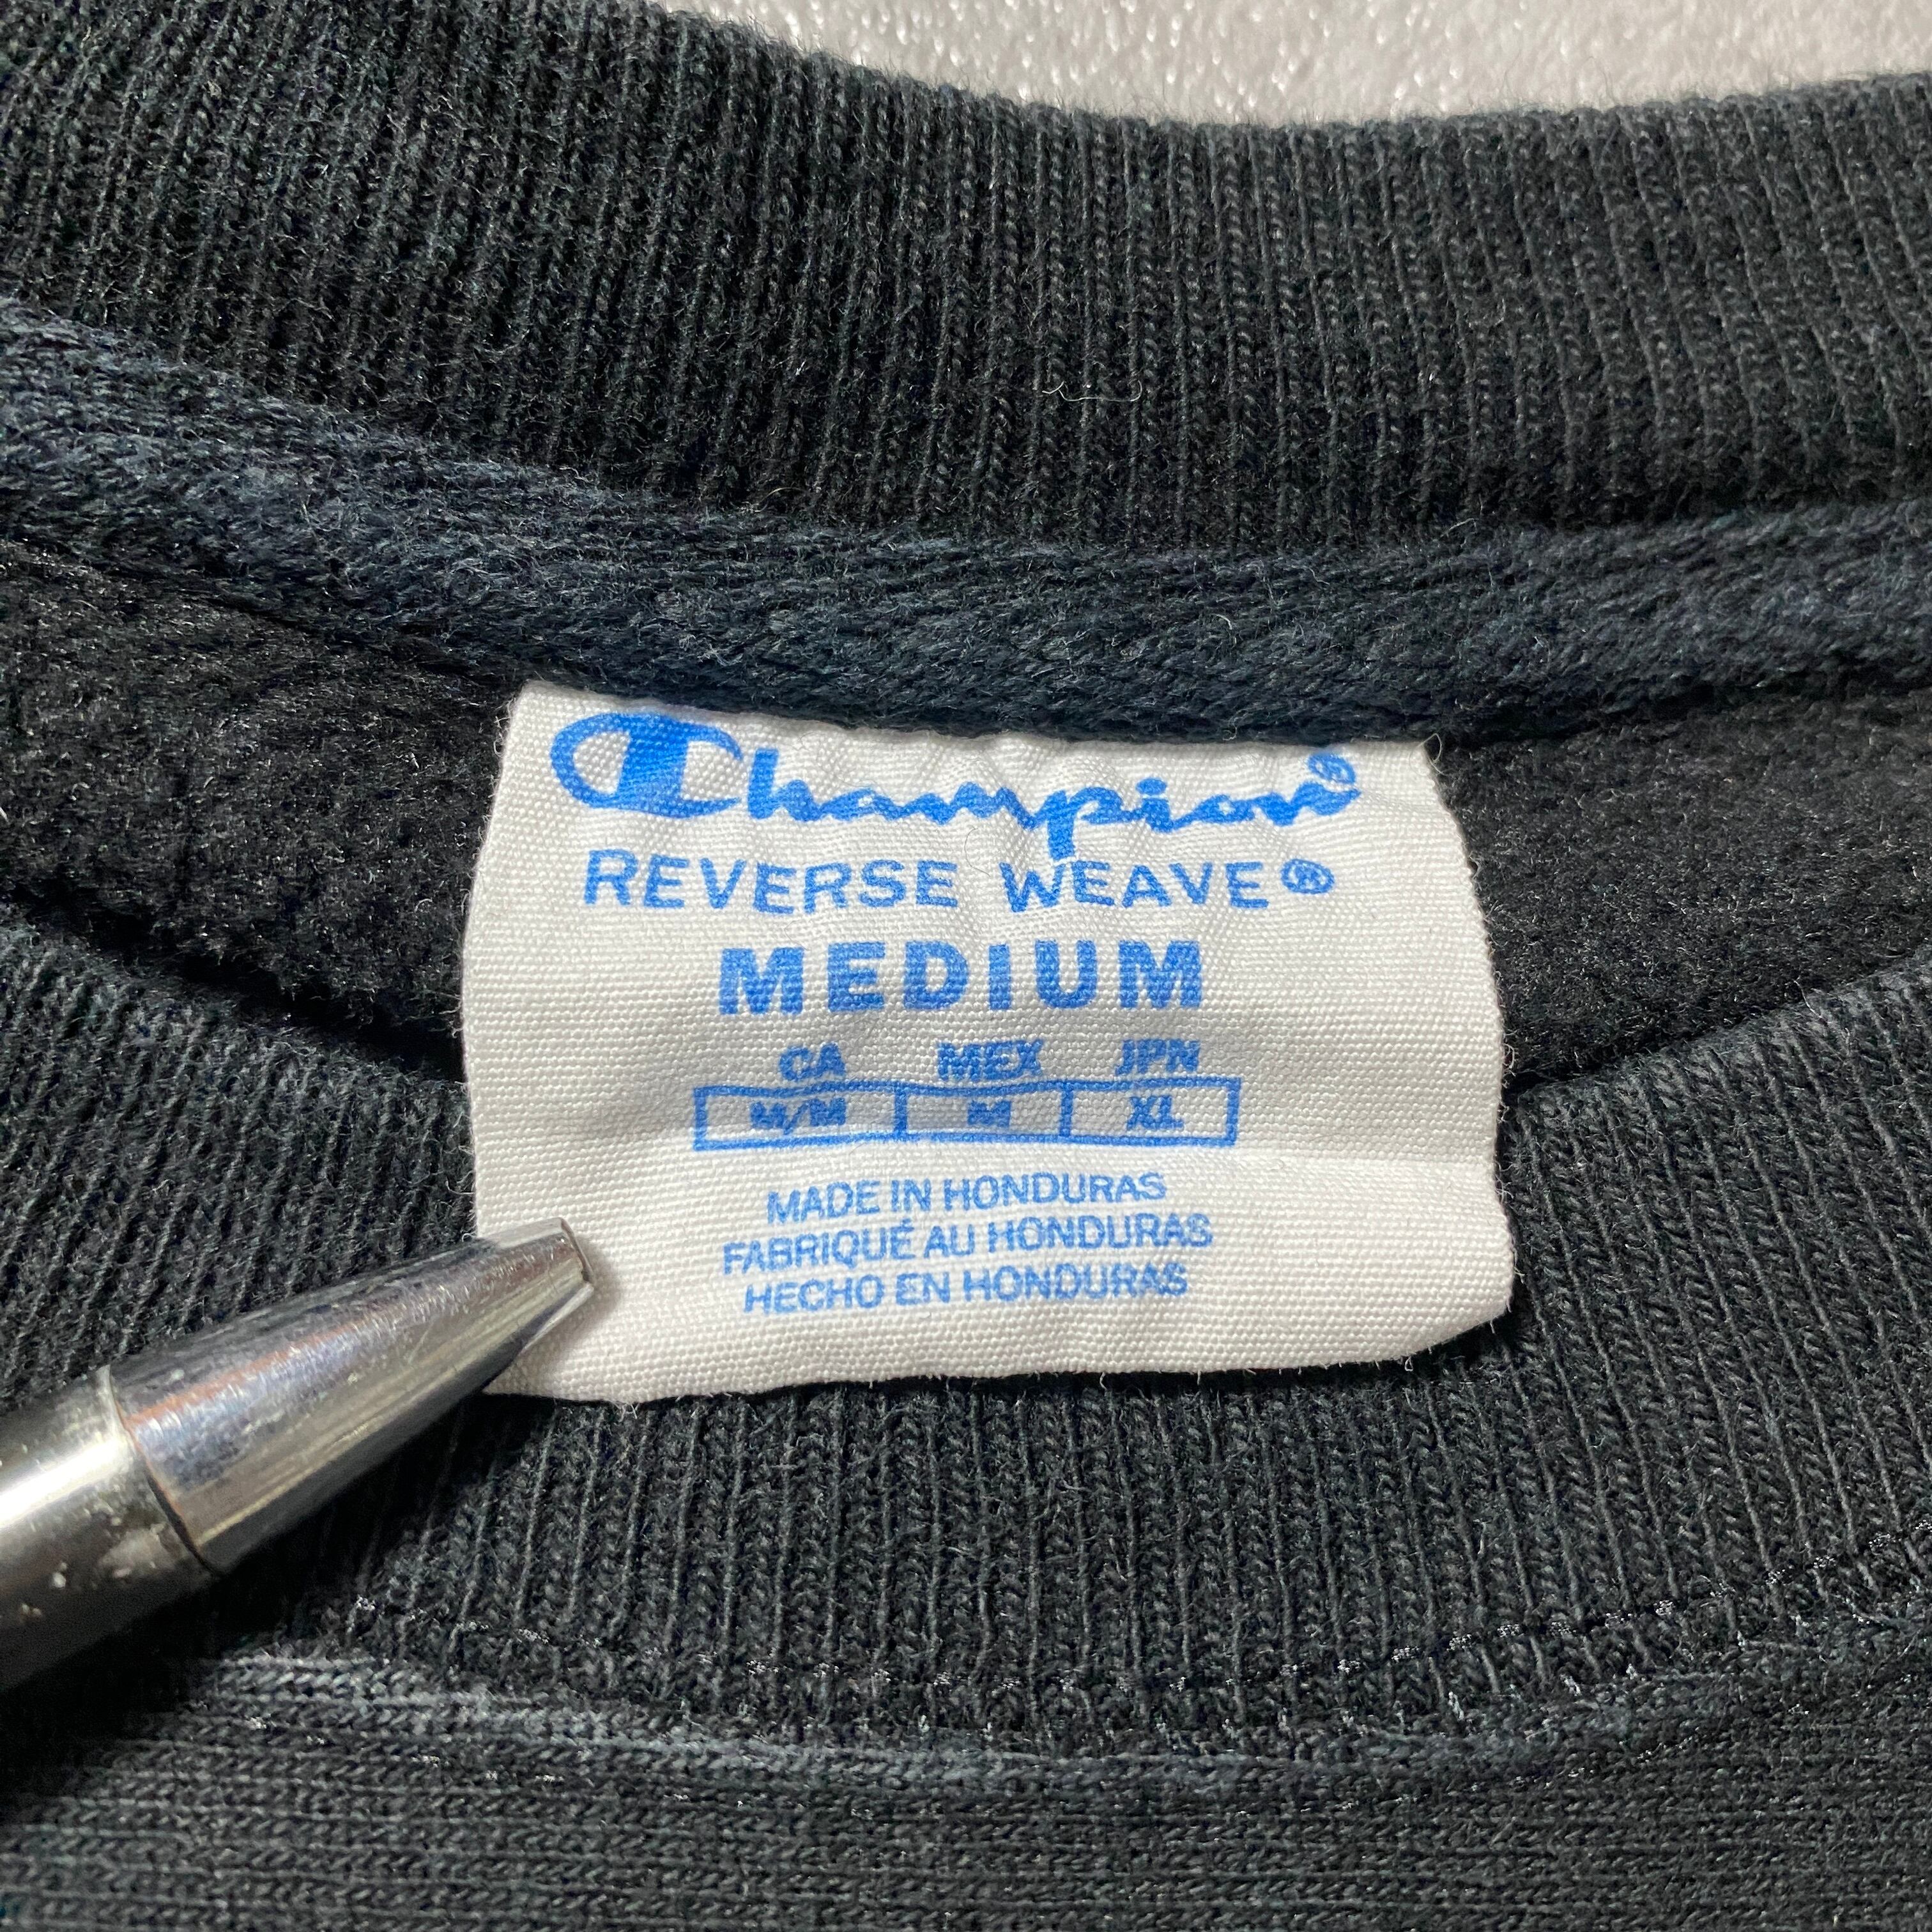 Champion®
REVERSE WEAVE®
MEDIUM
CA MEX JPN
M/M M XL
MADE IN HONDURAS
FABRIQUÉ AU HONDURAS
HECHO EN HONDURAS